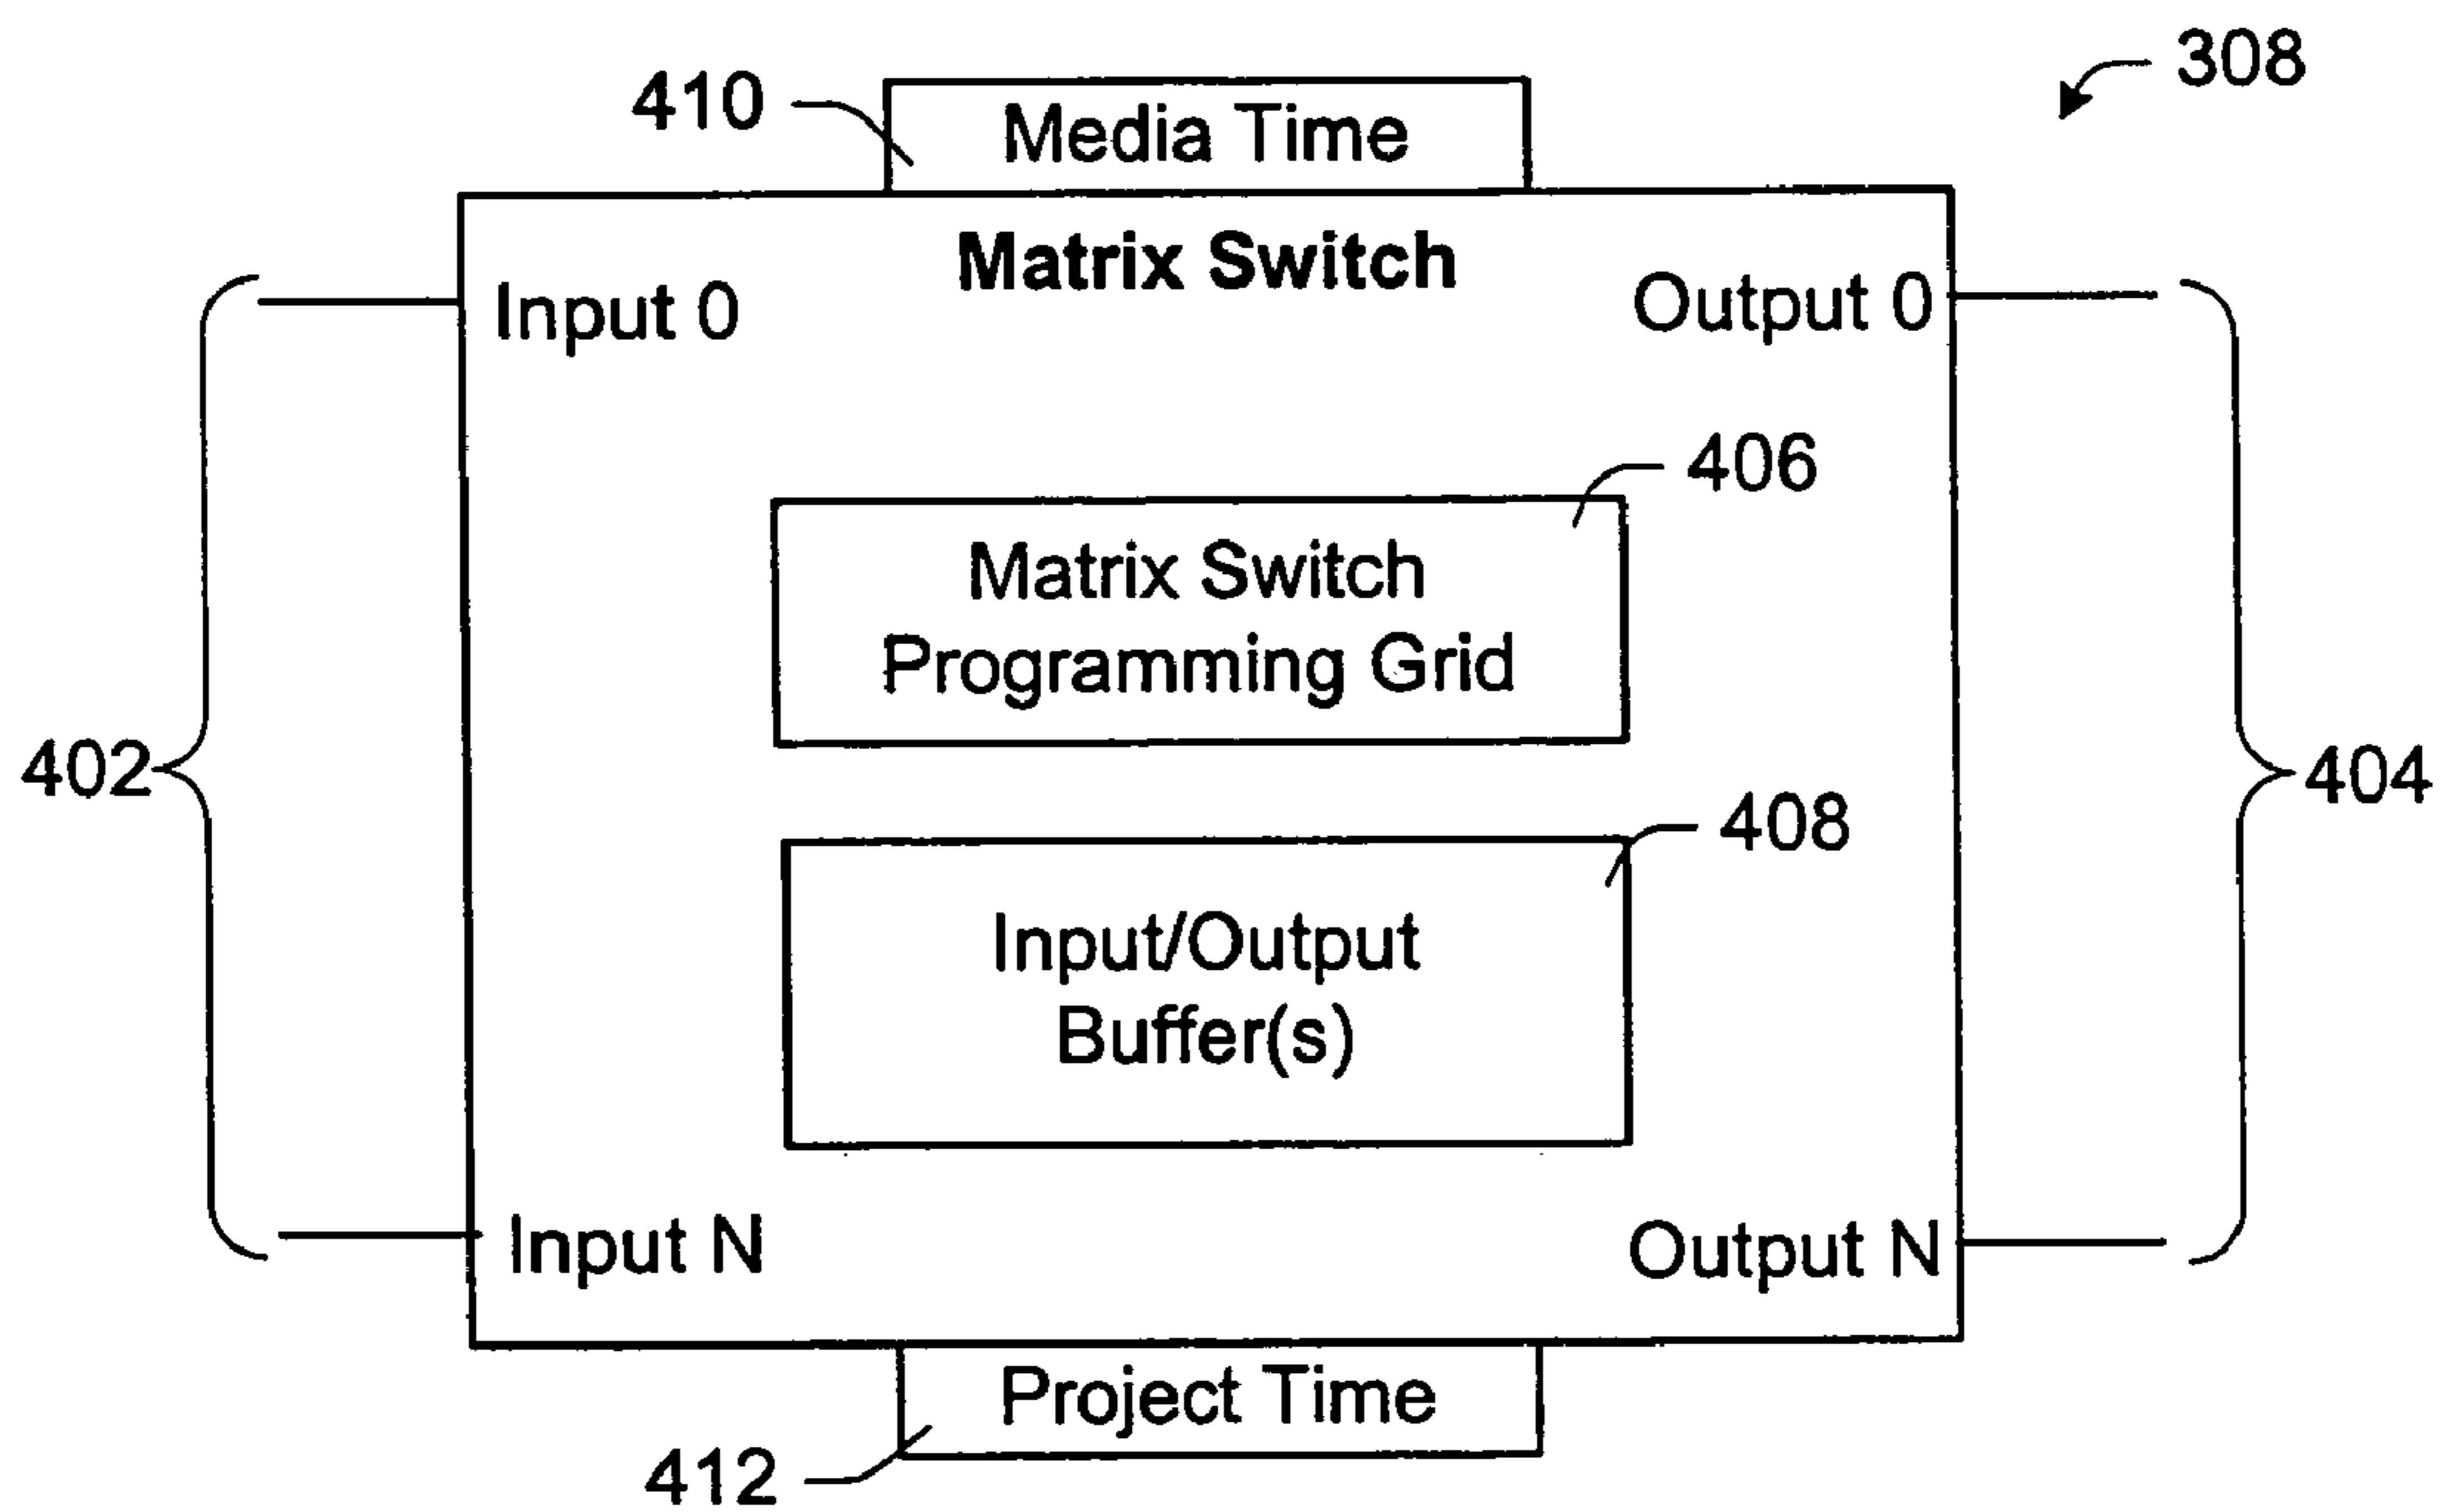 308
410
Media Time
Matrix Switch
Input 0
Output 0
406
Matrix Switch
Programming Grid
402
404
408
Input/Output
Buffer(s)
Input N
Output N
Project Time
412